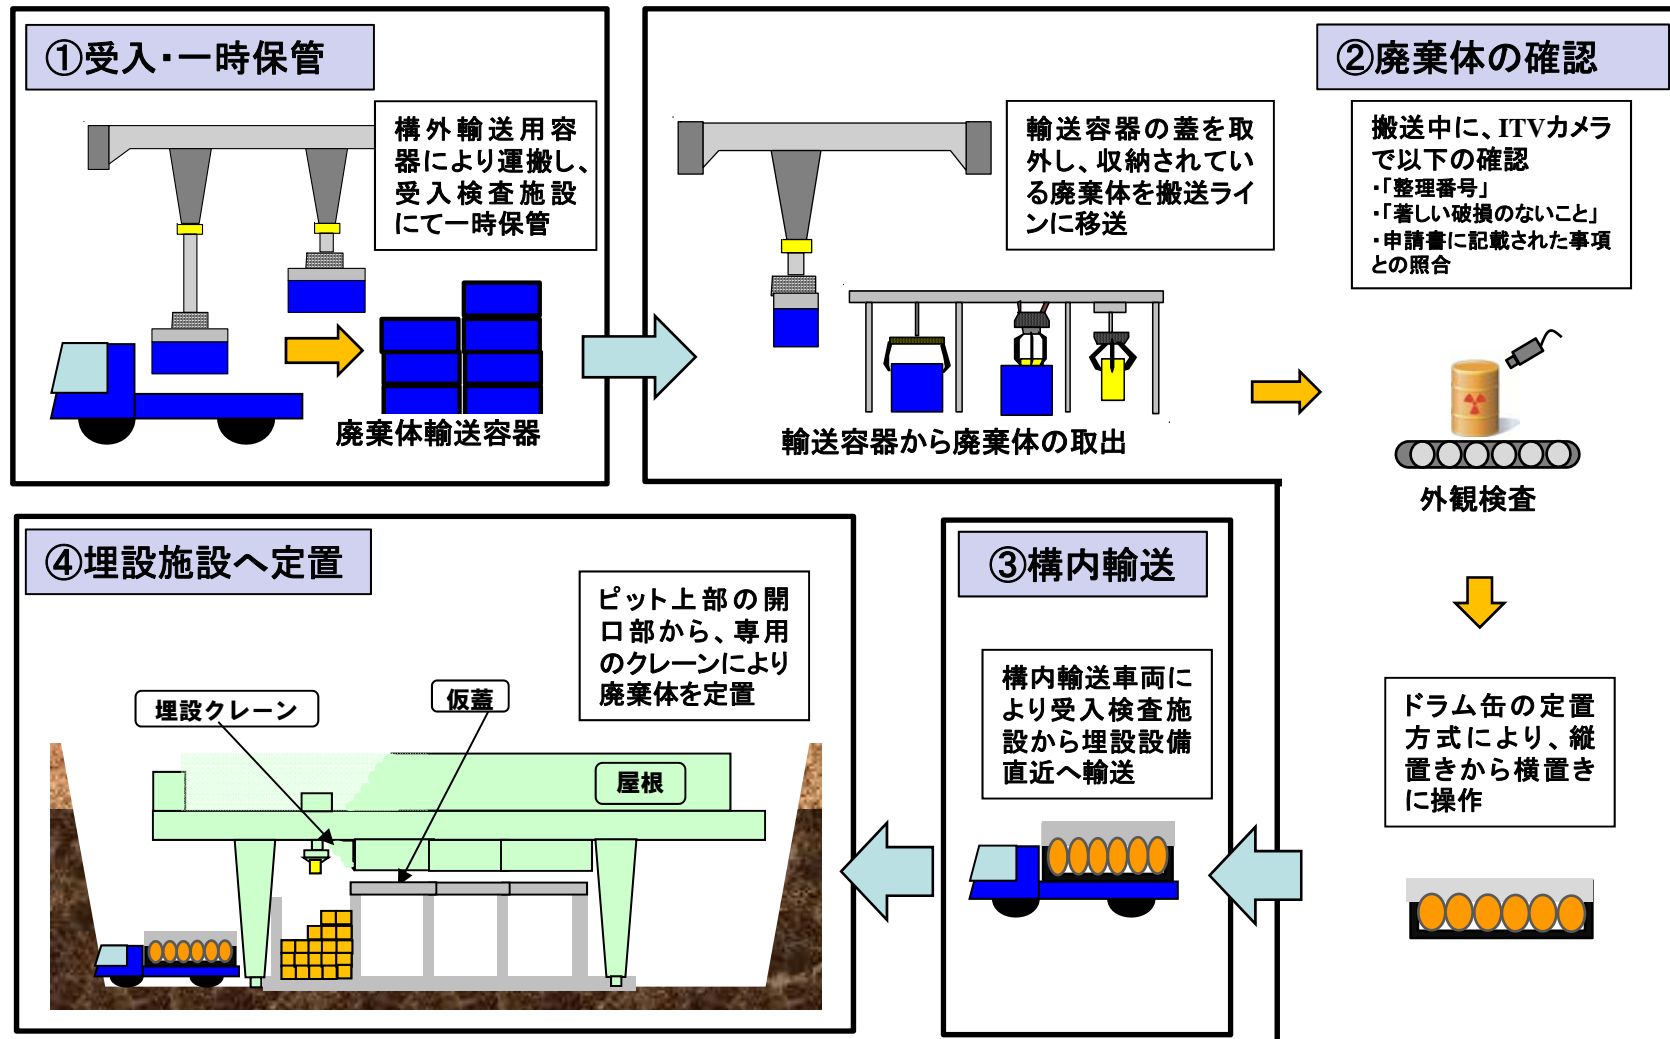 ①受入・一時保管
構外輸送用容
器により運搬し、
受入検査施設
にて一時保管
廃棄体輸送容器
②廃棄体の確認
輸送容器の蓋を取
外し、収納されてい
る廃棄体を搬送ライ
ンに移送
輸送容器から廃棄体の取出
搬送中に、ITVカメラ
で以下の確認
・「整理番号」
・「著しい破損のないこと」
・申請書に記載された事項
との照合
外観検査
ドラム缶の定置
方式により、縦
置きから横置き
に操作
③構内輸送
構内輸送車両に
より受入検査施
設から埋設設備
直近へ輸送
④埋設施設へ定置
ピット上部の開
口部から、専用
のクレーンにより
廃棄体を定置
埋設クレーン
仮蓋
屋根